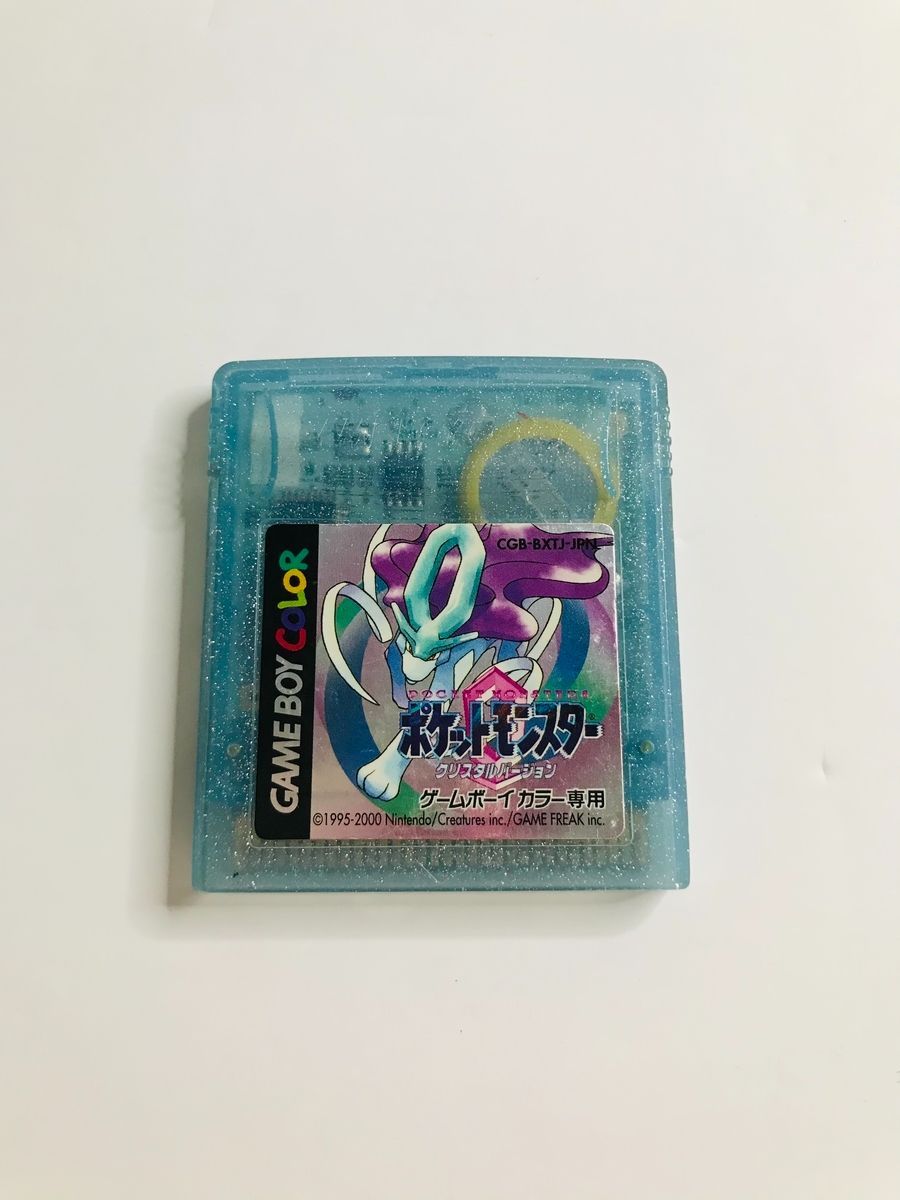 GAME BOY COLOR
CGB-BXTJ-JPN
POCKET MONSTERS
ポケットモンスター®
クリスタルバージョン
ゲームボーイカラー専用
©1995-2000 Nintendo/Creatures inc./GAME FREAK inc.